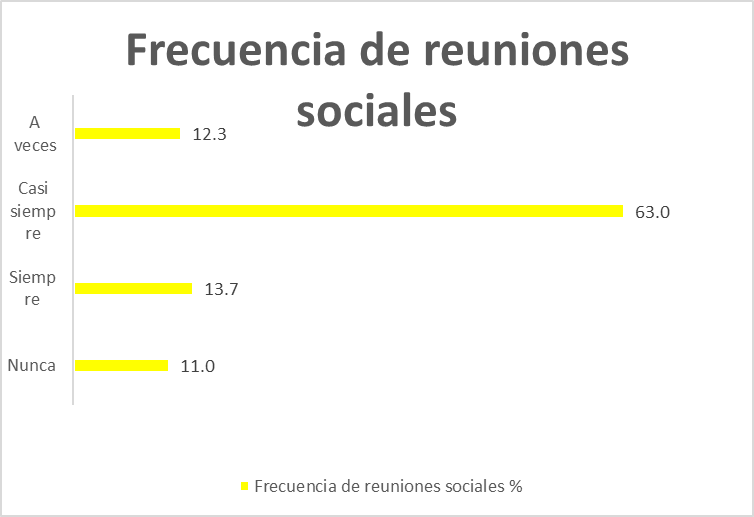 Frecuencia de reuniones
sociales
A
veces
12.3
Casi
siemp
re
63.0
Siemp
re
13.7
Nunca
11.0
Frecuencia de reuniones sociales %